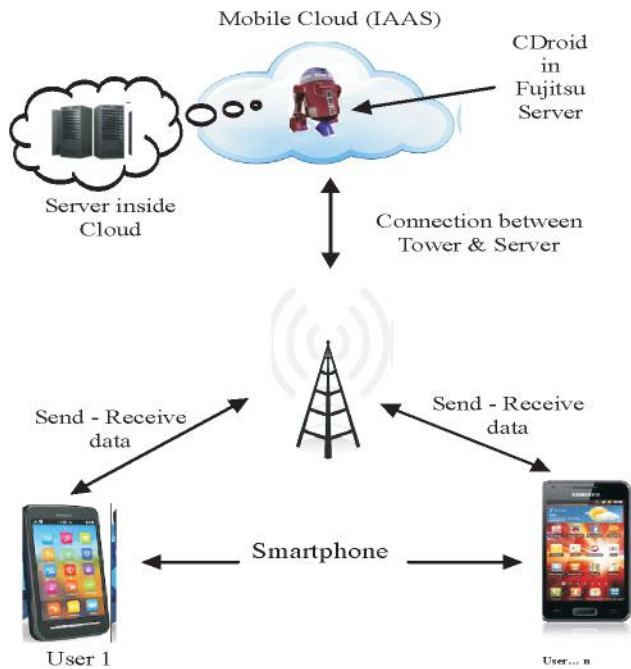 Mobile Cloud (IAAS)
CDroid
in
Fujitsu
Server
Server inside
Cloud
Connection between
Tower & Server
Send - Receive
data
Send - Receive
data
SAMSUNG
Smartphone
User 1
User... n